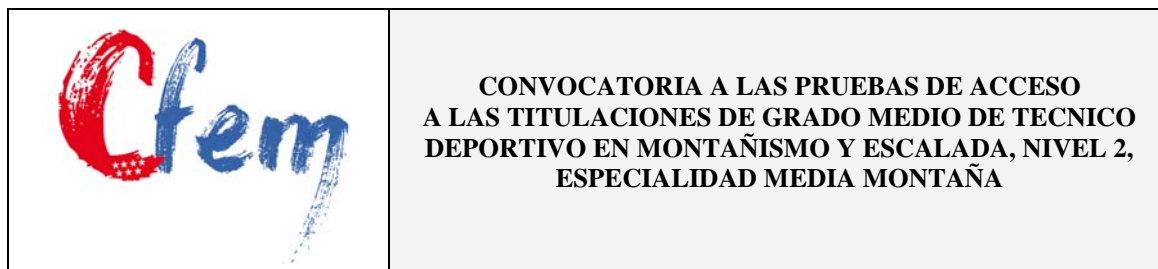 Cfem
CONVOCATORIA A LAS PRUEBAS DE ACCESO
A LAS TITULACIONES DE GRADO MEDIO DE TECNICO
DEPORTIVO EN MONTAÑISMO Y ESCALADA, NIVEL 2,
ESPECIALIDAD MEDIA MONTAÑA